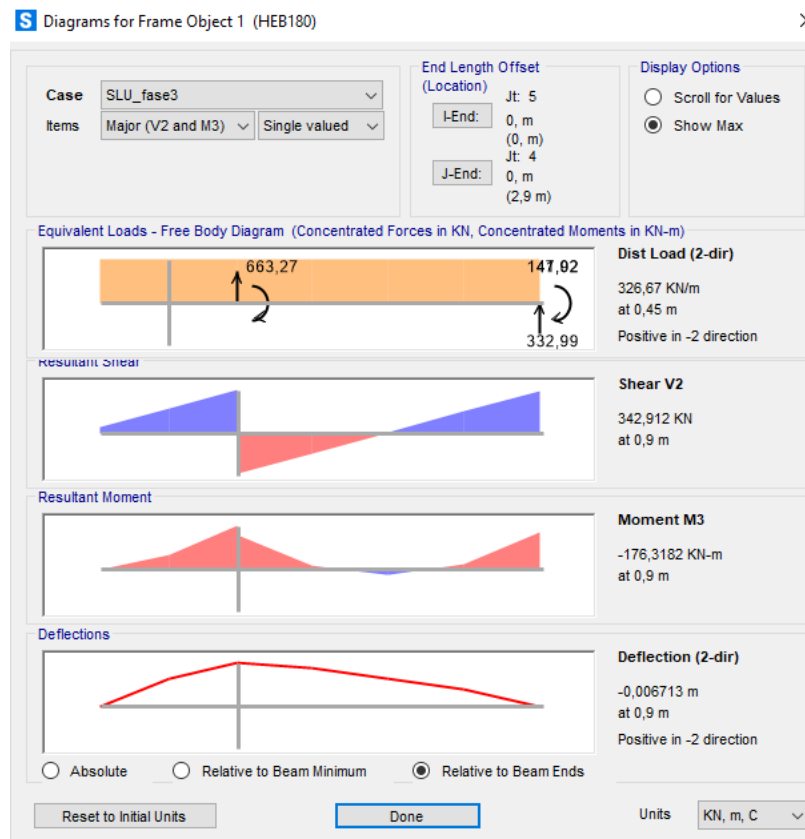 S Diagrams for Frame Object 1 (HEB180)
Case SLU_fase3
Items Major (V2 and M3) Single valued
End Length Offset
(Location)
I-End:
Jt: 5
0, m
(0, m)
J-End:
Jt: 4
0, m
(2,9 m)
Display Options
Scroll for Values
Show Max
Equivalent Loads - Free Body Diagram (Concentrated Forces in KN, Concentrated Moments in KN-m)
663,27
332,99
Dist Load (2-dir)
326,67 KN/m
at 0,45 m
Positive in -2 direction
Resultant Shear
Shear V2
342,912 KN
at 0,9 m
Resultant Moment
Moment M3
-176,3182 KN-m
at 0,9 m
Deflections
Deflection (2-dir)
-0,006713 m
at 0,9 m
Positive in -2 direction
Absolute Relative to Beam Minimum Relative to Beam Ends
Reset to Initial Units Done Units KN, m, C